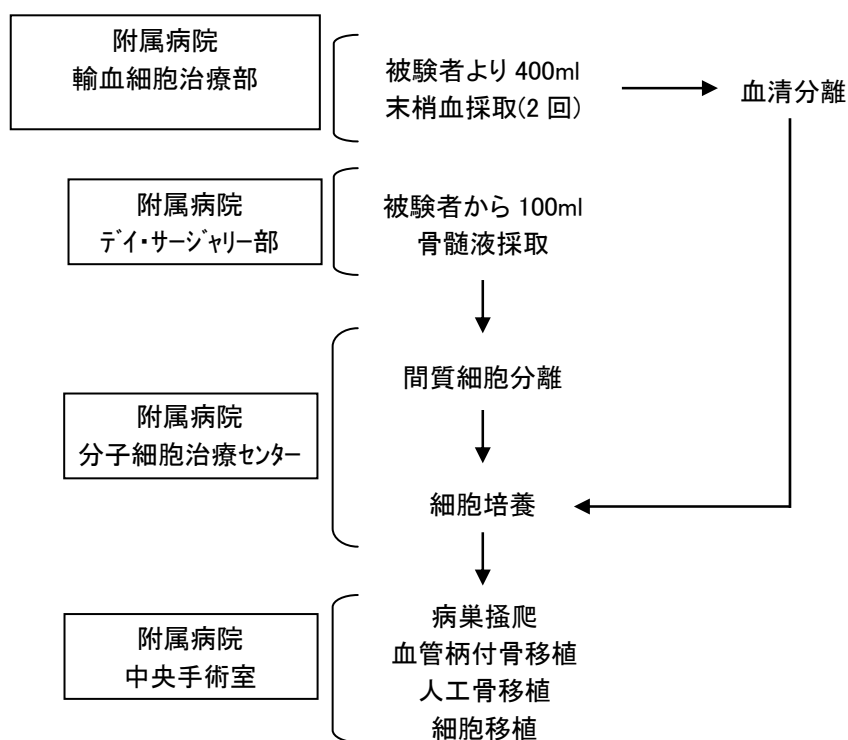 附属病院
輸血細胞治療部
被験者より 400ml
末梢血採取(2 回)
血清分離
附属病院
ﾃﾞｲ・ｻｰｼﾞｬﾘｰ部
被験者から 100ml
骨髄液採取
間質細胞分離
附属病院
分子細胞治療ｾﾝﾀｰ
細胞培養
附属病院
中央手術室
病巣掻爬
血管柄付骨移植
人工骨移植
細胞移植